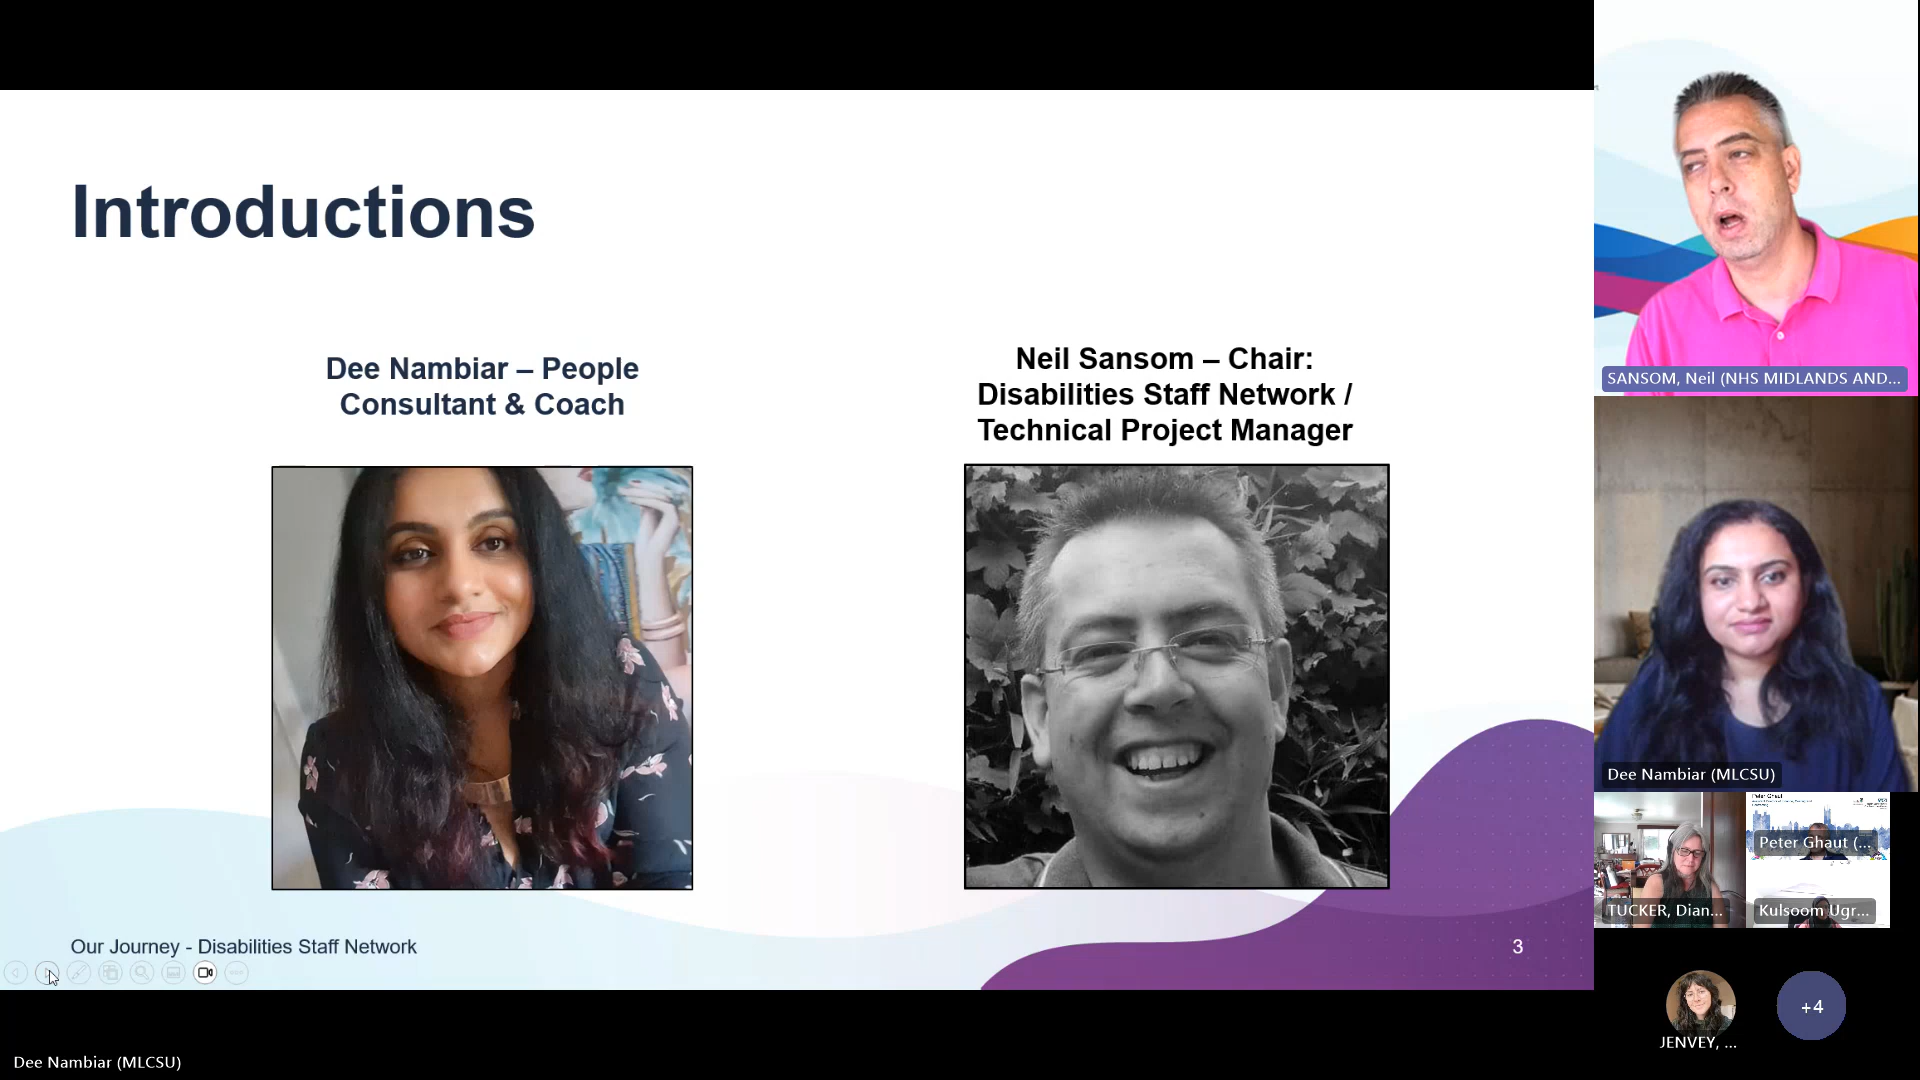 Introductions
Dee Nambiar – People
Consultant & Coach
Neil Sansom – Chair:
Disabilities Staff Network /
Technical Project Manager
Our Journey - Disabilities Staff Network
3
Dee Nambiar (MLCSU)
SANSOM, Neil (NHS MIDLANDS AND...
Dee Nambiar (MLCSU)
Peter Ghaut
Peter Ghaut (...
TUCKER, Dian...
Kulsoom Ugr...
JENVEY, ...
+4